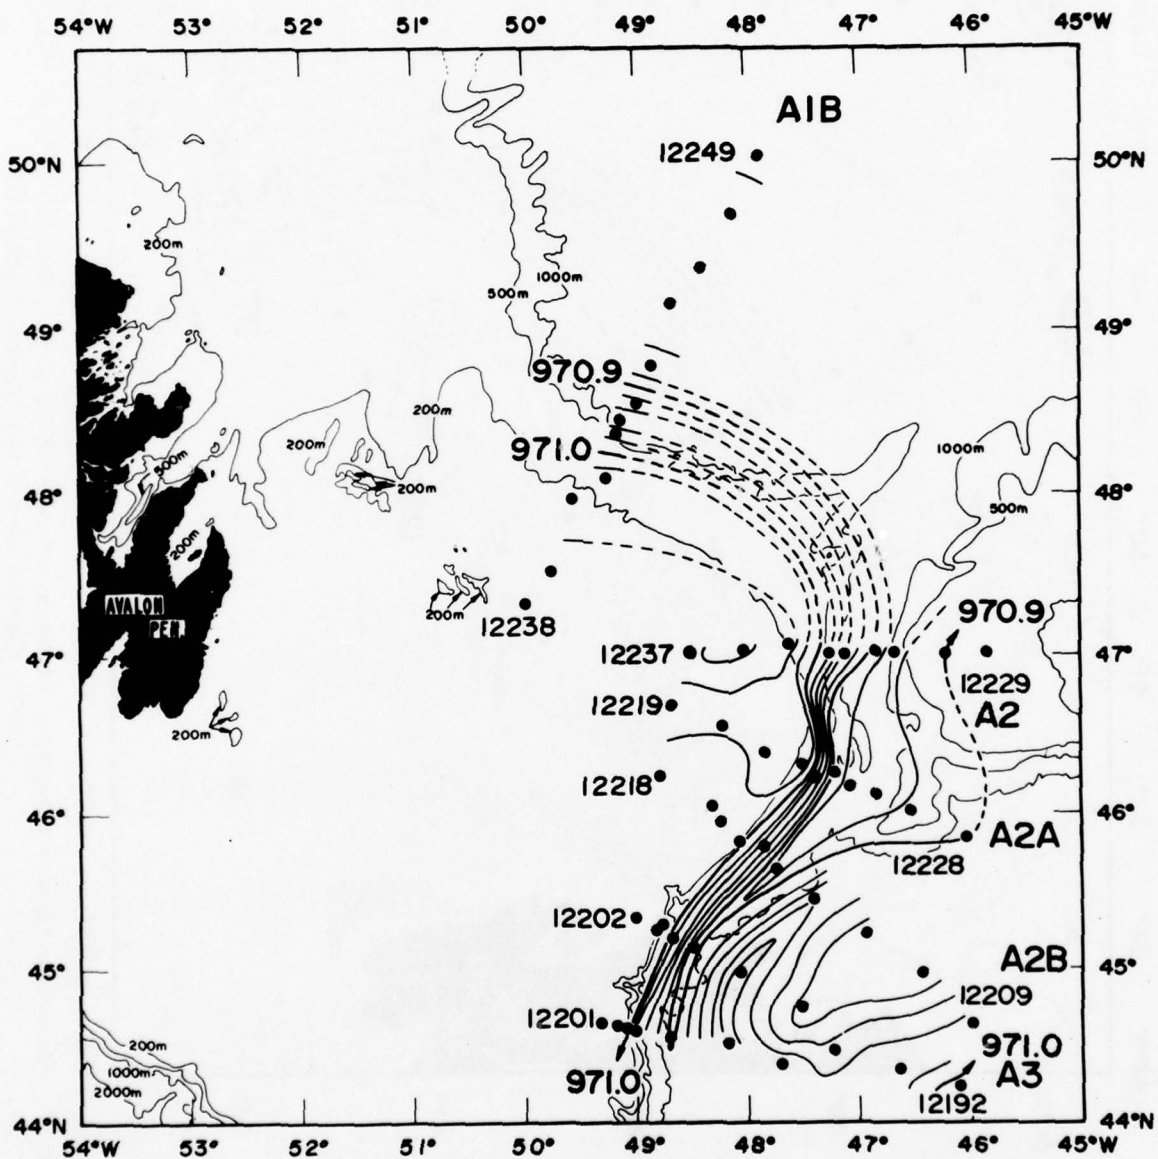 54°W 53° 52° 51° 50° 49° 48° 47° 46° 45°W
A1B
12249
50°N 50°N
200m
1000m
500m
49° 49°
970.9
200m
200m
971.0
1000m
500m
200m
48° 48°
500m
200m
970.9
AVALON
PEN.
200m
12238
47° 12237 47°
12229
12219 A2
200m
12218
46° 46°
A2A
12228
12202
45° A2B 45°
12209
12201
200m 971.0
1000m 971.0 A3
2000m
12192
44°N 44°N
54°W 53° 52° 51° 50° 49° 48° 47° 46° 45°W